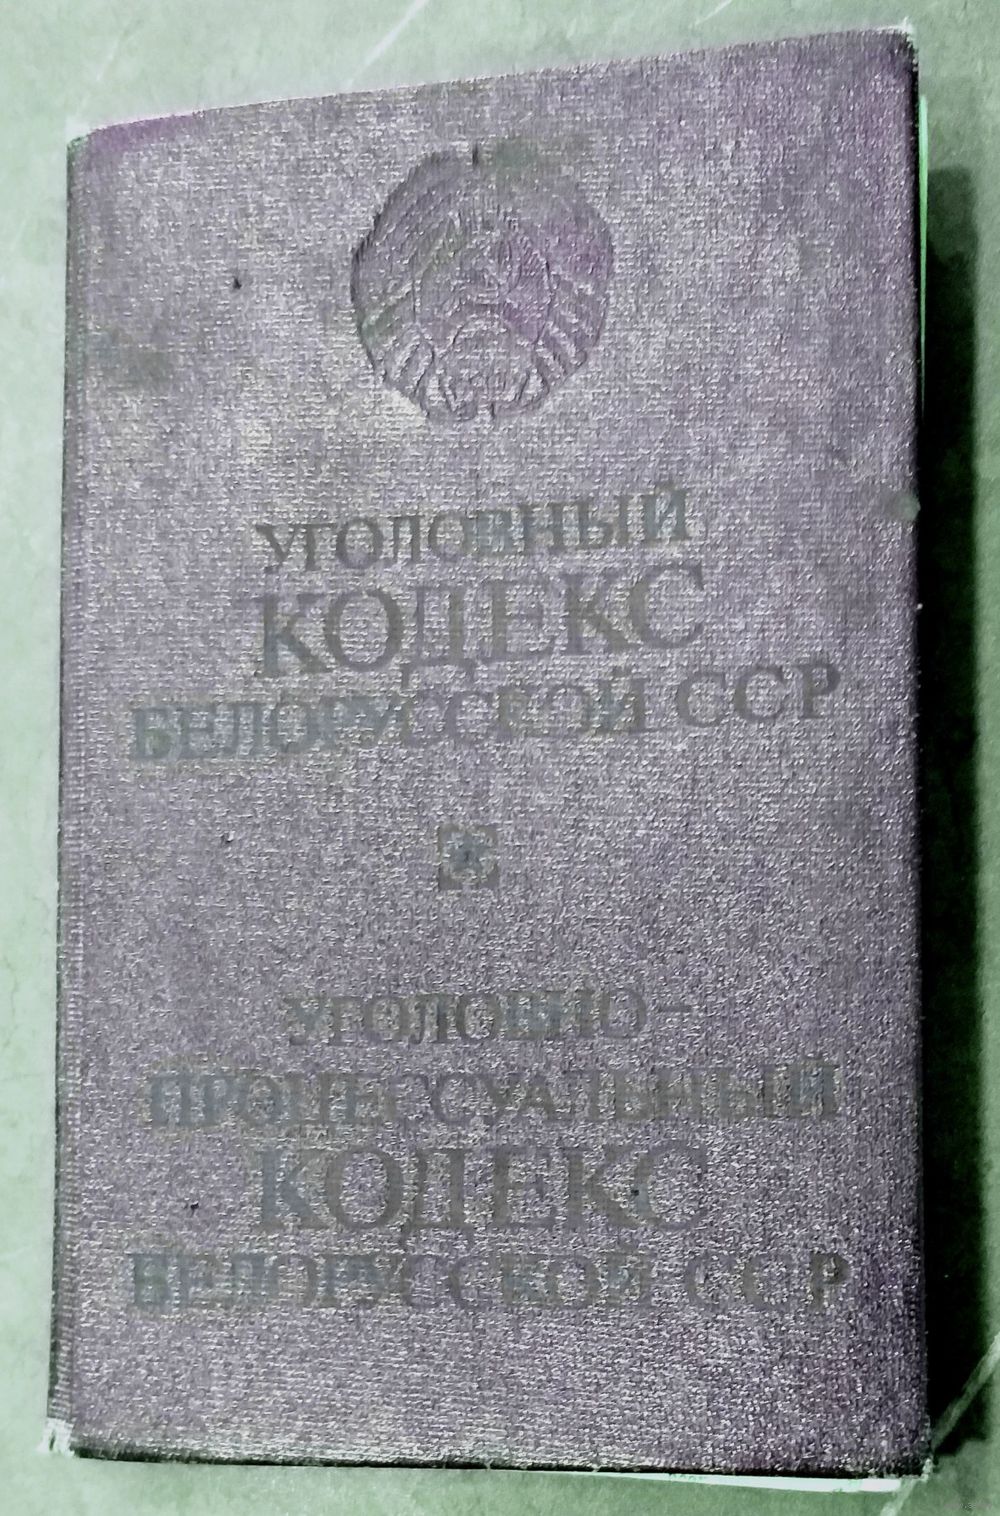 УГОЛОВНЫЙ
КОДЕКС
БЕЛОРУССКОЙ ССР
УГОЛОВНО-
ПРОЦЕССУАЛЬНЫЙ
КОДЕКС
БЕЛОРУССКОЙ ССР